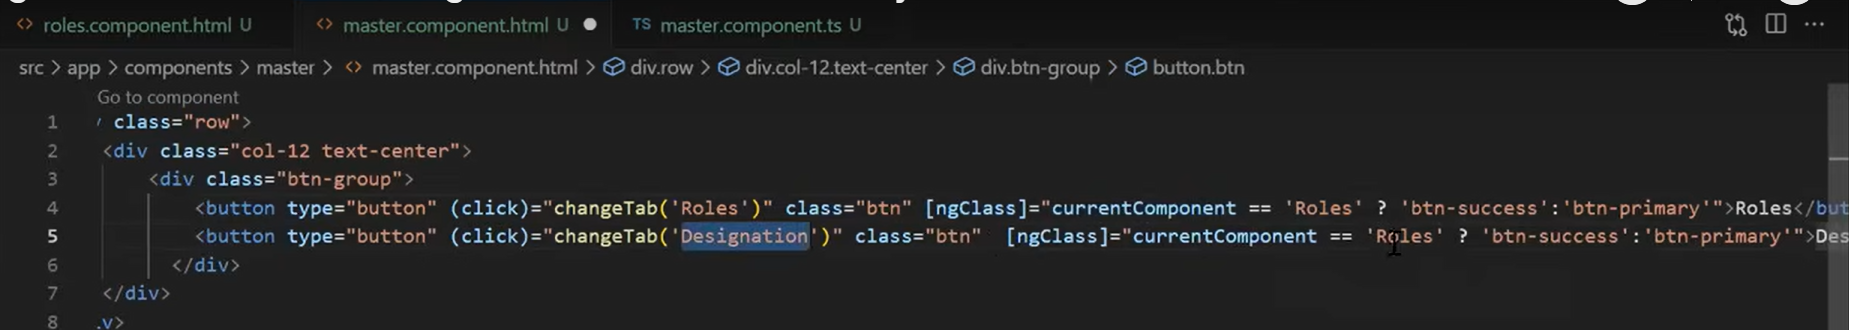 roles.component.html U master.component.html U TS master.component.ts U
src > app > components > master > master.component.html > div.row > div.col-12.text-center > div.btn-group > button.btn
Go to component
1 class="row">
2 <div class="col-12 text-center">
3 <div class="btn-group">
4 <button type="button" (click)="changeTab('Roles')" class="btn" [ngClass]="currentComponent == 'Roles' ? 'btn-success':'btn-primary'">Roles</but
5 <button type="button" (click)="changeTab('Designation')" class="btn" [ngClass]="currentComponent == 'Roles' ? 'btn-success':'btn-primary'">Des
6 </div>
7 </div>
8 v>